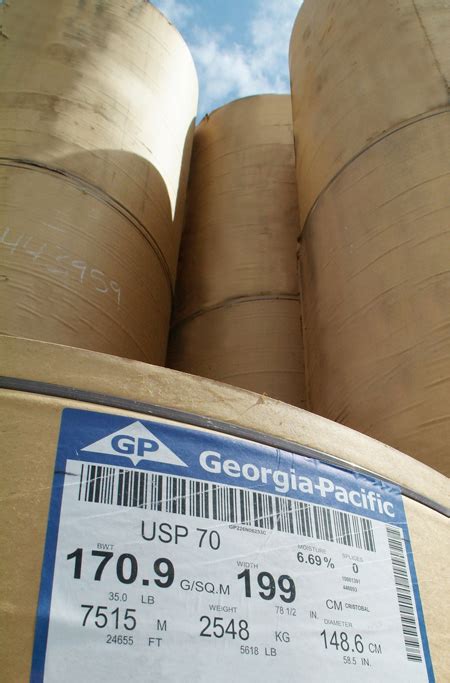 443959
GP
Georgia-Pacific
USP 70
MOISTURE
6.69%
SPLICES
0
BWT
170.9 G/SQ.M
35.0 LB
WIDTH
199 CM
78 1/2 IN.
CRISTOBAL
7515 M
24655 FT
WEIGHT
2548 KG
5618 LB
DIAMETER
148.6 CM
58.5 IN.